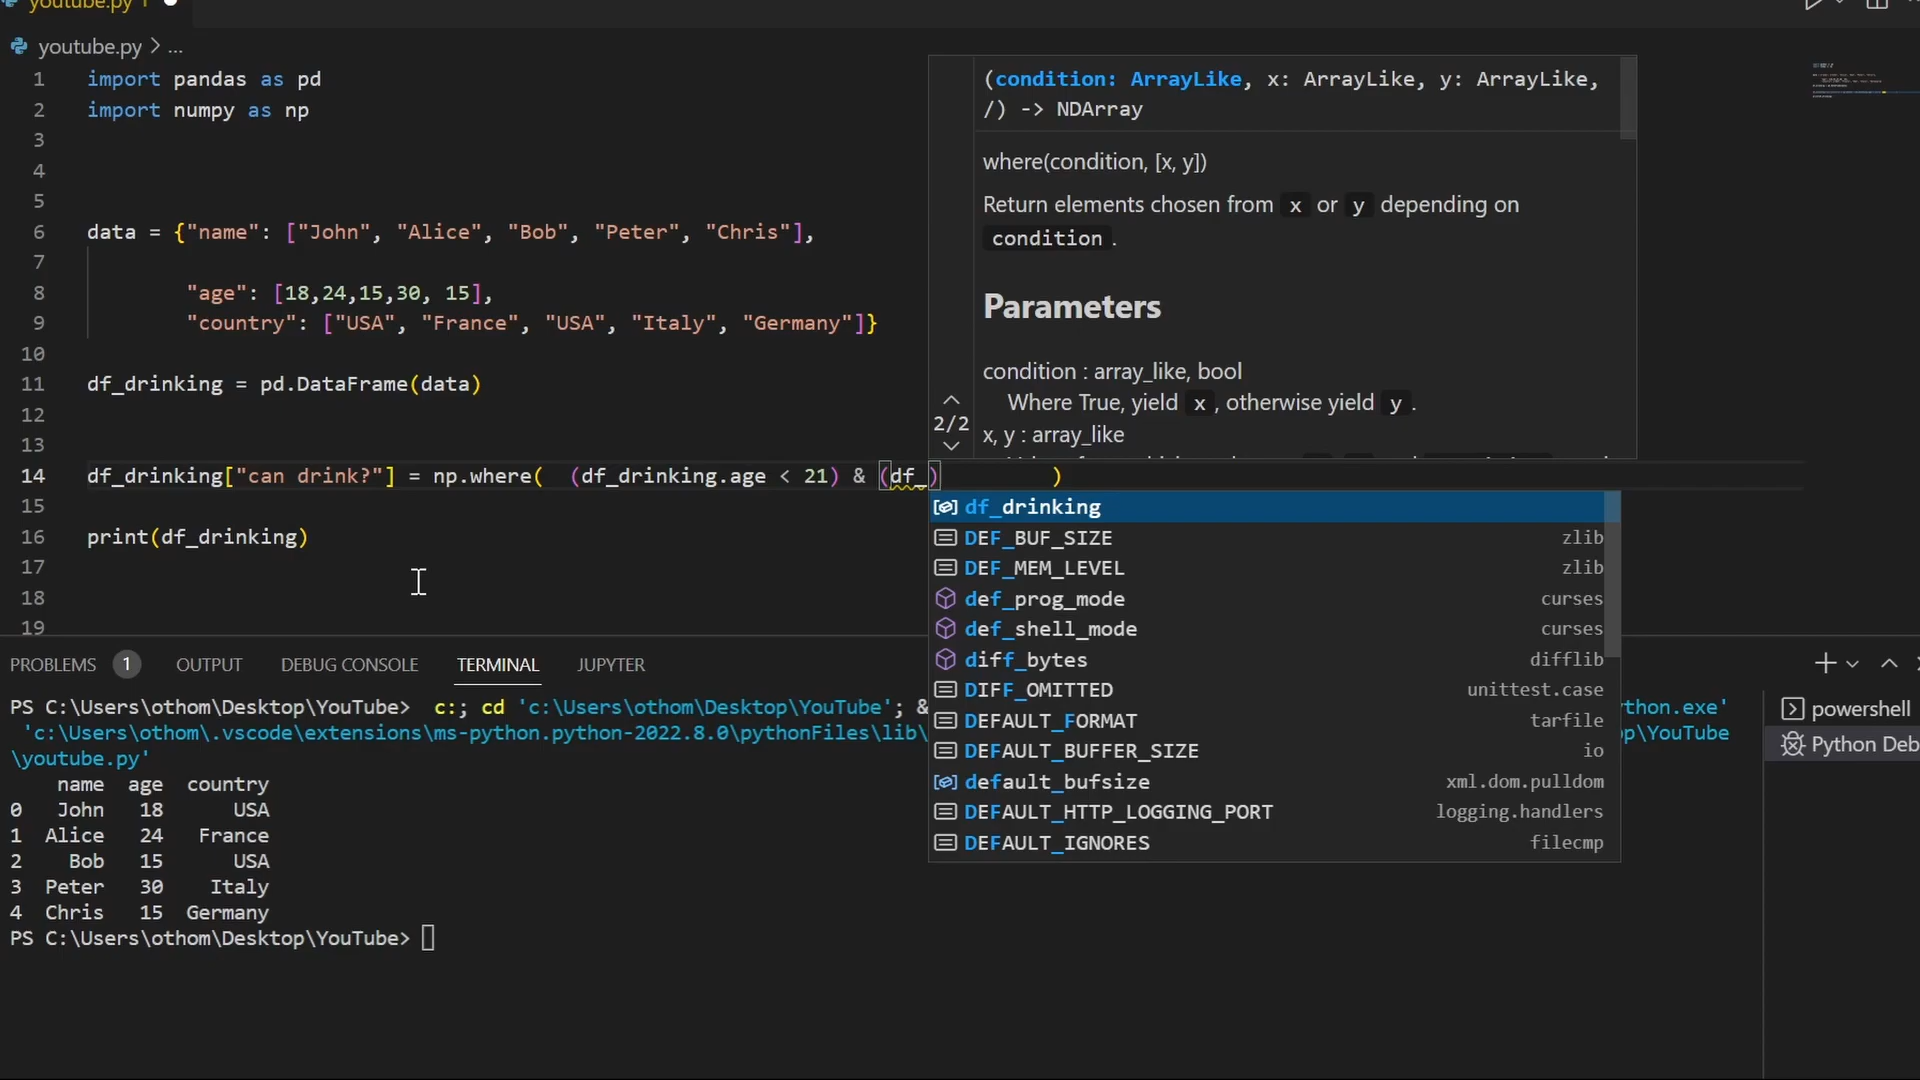 youtube.py 1
youtube.py > ...
1 import pandas as pd
2 import numpy as np
3
4
5
6 data = {"name": ["John", "Alice", "Bob", "Peter", "Chris"],
7
8 "age": [18,24,15,30, 15],
9 "country": ["USA", "France", "USA", "Italy", "Germany"]}
10
11 df_drinking = pd.DataFrame(data)
12
13
14 df_drinking["can drink?"] = np.where( (df_drinking.age < 21) & (df_) )
15
16 print(df_drinking)
17
18
19
(condition: ArrayLike, x: ArrayLike, y: ArrayLike,
/) -> NDArray
where(condition, [x, y])
Return elements chosen from x or y depending on
condition .
Parameters
condition : array_like, bool
Where True, yield x , otherwise yield y .
2/2
x, y : array_like
df_drinking
DEF_BUF_SIZE zlib
DEF_MEM_LEVEL zlib
def_prog_mode curses
def_shell_mode curses
diff_bytes difflib
DIFF_OMITTED unittest.case
DEFAULT_FORMAT tarfile
DEFAULT_BUFFER_SIZE io
default_bufsize xml.dom.pulldom
DEFAULT_HTTP_LOGGING_PORT logging.handlers
DEFAULT_IGNORES filecmp
PROBLEMS 1 OUTPUT DEBUG CONSOLE TERMINAL JUPYTER
PS C:\Users\othom\Desktop\YouTube> c:; cd 'c:\Users\othom\Desktop\YouTube'; & thon.exe'
'c:\Users\othom\.vscode\extensions\ms-python.python-2022.8.0\pythonFiles\lib\ p\YouTube
\youtube.py'
name age country
0 John 18 USA
1 Alice 24 France
2 Bob 15 USA
3 Peter 30 Italy
4 Chris 15 Germany
PS C:\Users\othom\Desktop\YouTube>
powershell
Python Deb